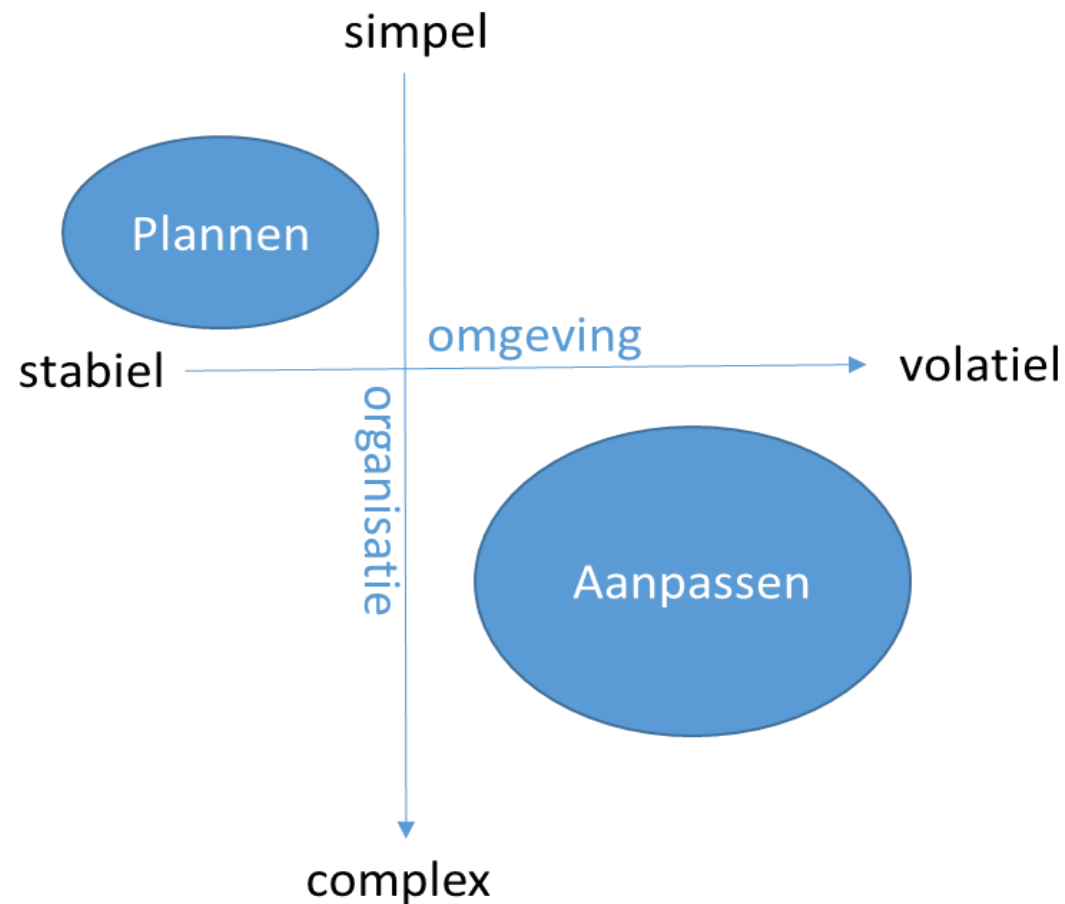 simpel
Plannen
omgeving
stabiel
volatiel
organisatie
Aanpassen
complex